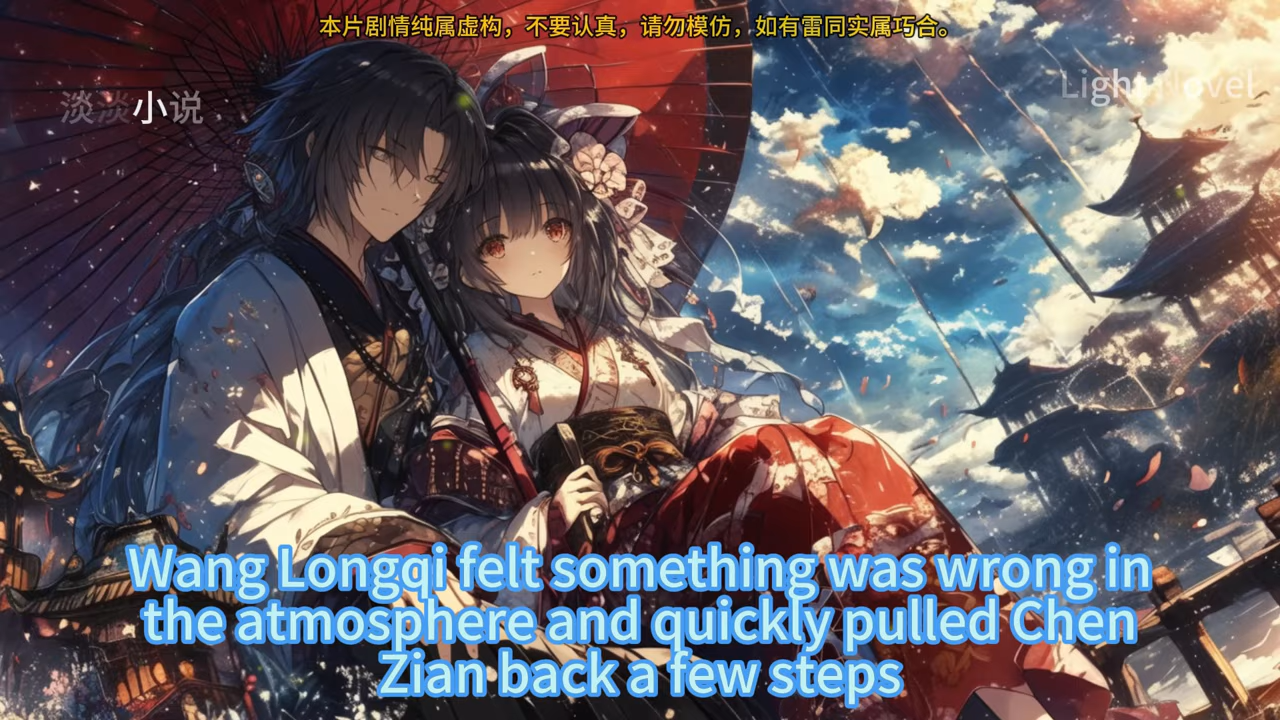 本片剧情纯属虚构，不要认真，请勿模仿，如有雷同实属巧合。
淡淡小说
Light Novel
Wang Longqi felt something was wrong in
the atmosphere and quickly pulled Chen
Zian back a few steps